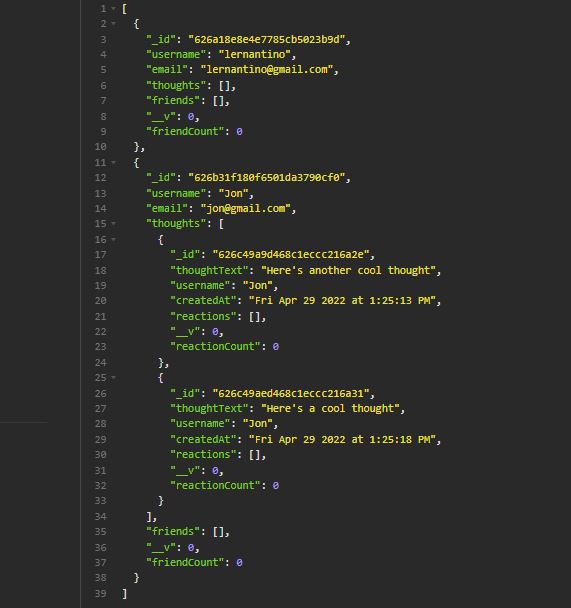 1 [
2 {
3 "_id": "626a18e8e4e7785cb5023b9d",
4 "username": "lernantino",
5 "email": "lernantino@gmail.com",
6 "thoughts": [],
7 "friends": [],
8 "__v": 0,
9 "friendCount": 0
10 },
11 {
12 "_id": "626b31f180f6501da3790cf0",
13 "username": "Jon",
14 "email": "jon@gmail.com",
15 "thoughts": [
16 {
17 "_id": "626c49a9d468c1eccc216a2e",
18 "thoughtText": "Here's another cool thought",
19 "username": "Jon",
20 "createdAt": "Fri Apr 29 2022 at 1:25:13 PM",
21 "reactions": [],
22 "__v": 0,
23 "reactionCount": 0
24 },
25 {
26 "_id": "626c49aed468c1eccc216a31",
27 "thoughtText": "Here's a cool thought",
28 "username": "Jon",
29 "createdAt": "Fri Apr 29 2022 at 1:25:18 PM",
30 "reactions": [],
31 "__v": 0,
32 "reactionCount": 0
33 }
34 ],
35 "friends": [],
36 "__v": 0,
37 "friendCount": 0
38 }
39 ]